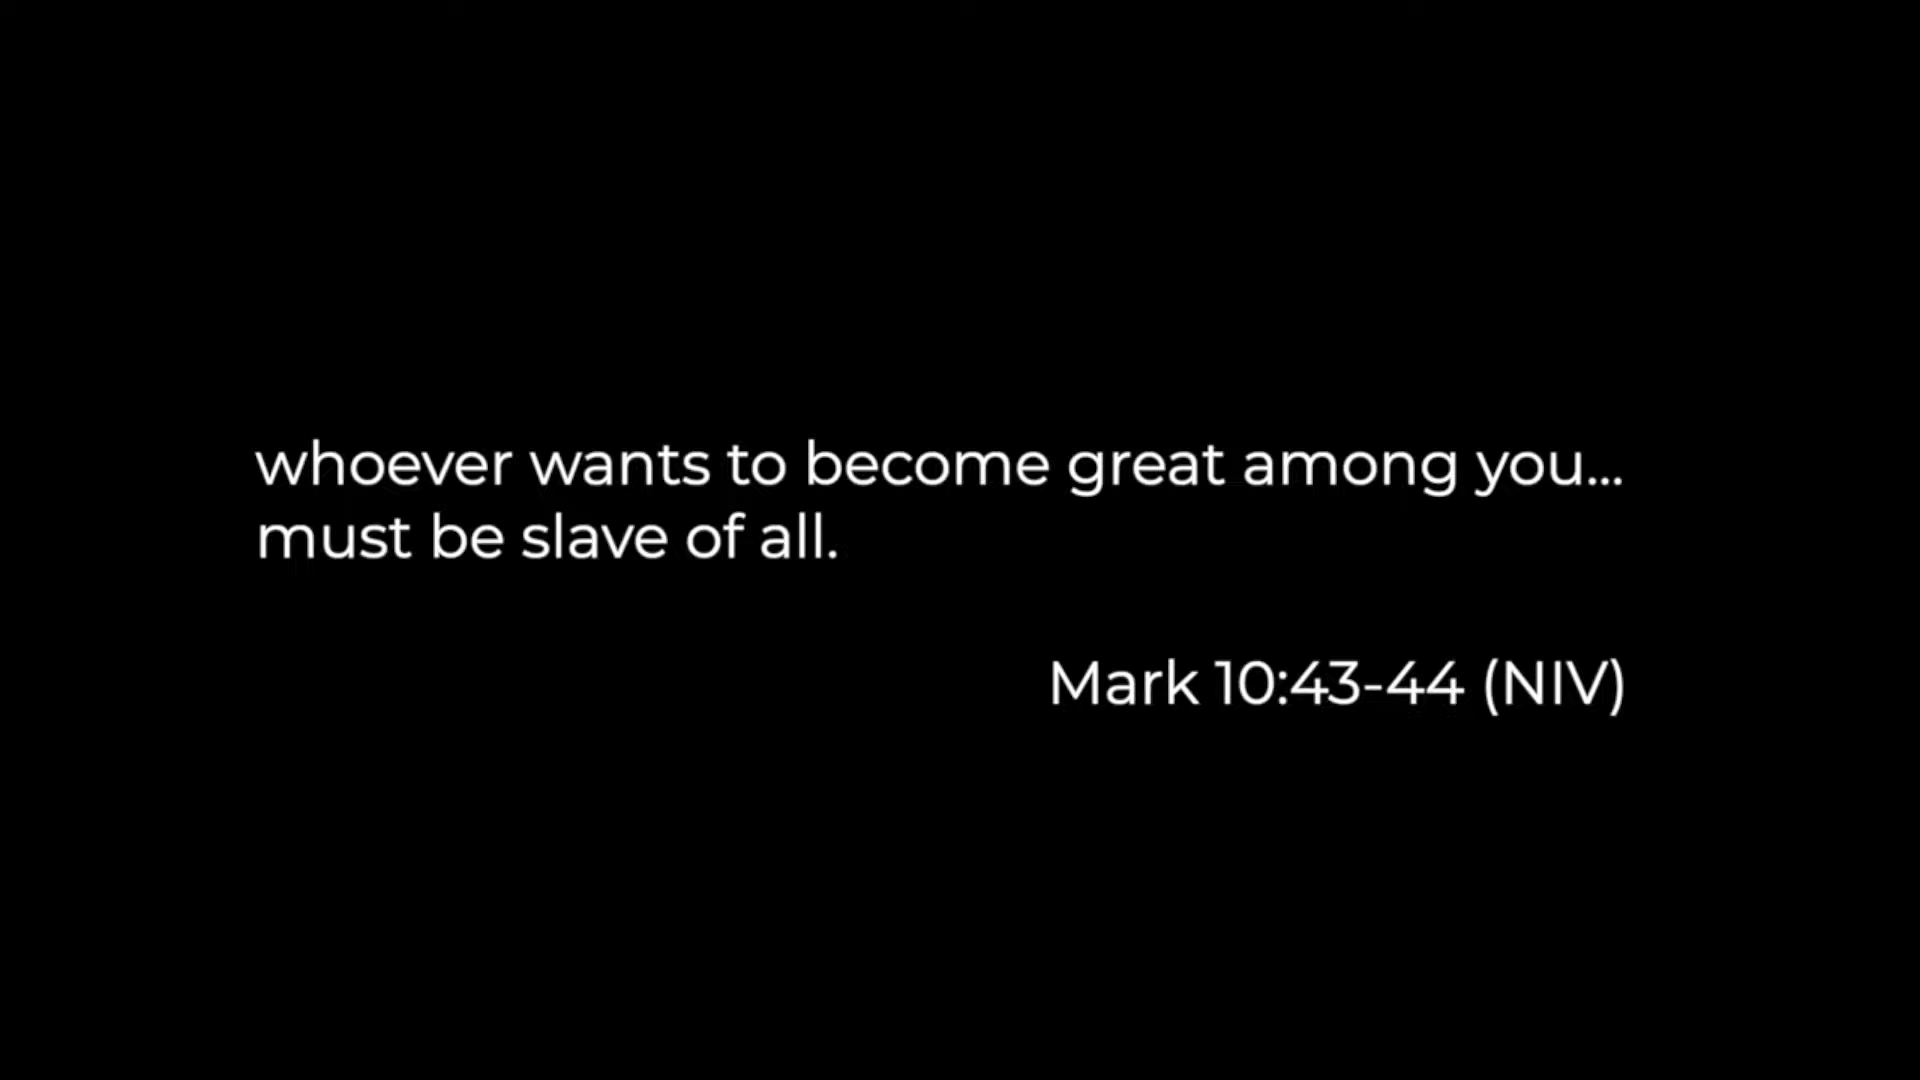 whoever wants to become great among you...
must be slave of all.
Mark 10:43-44 (NIV)